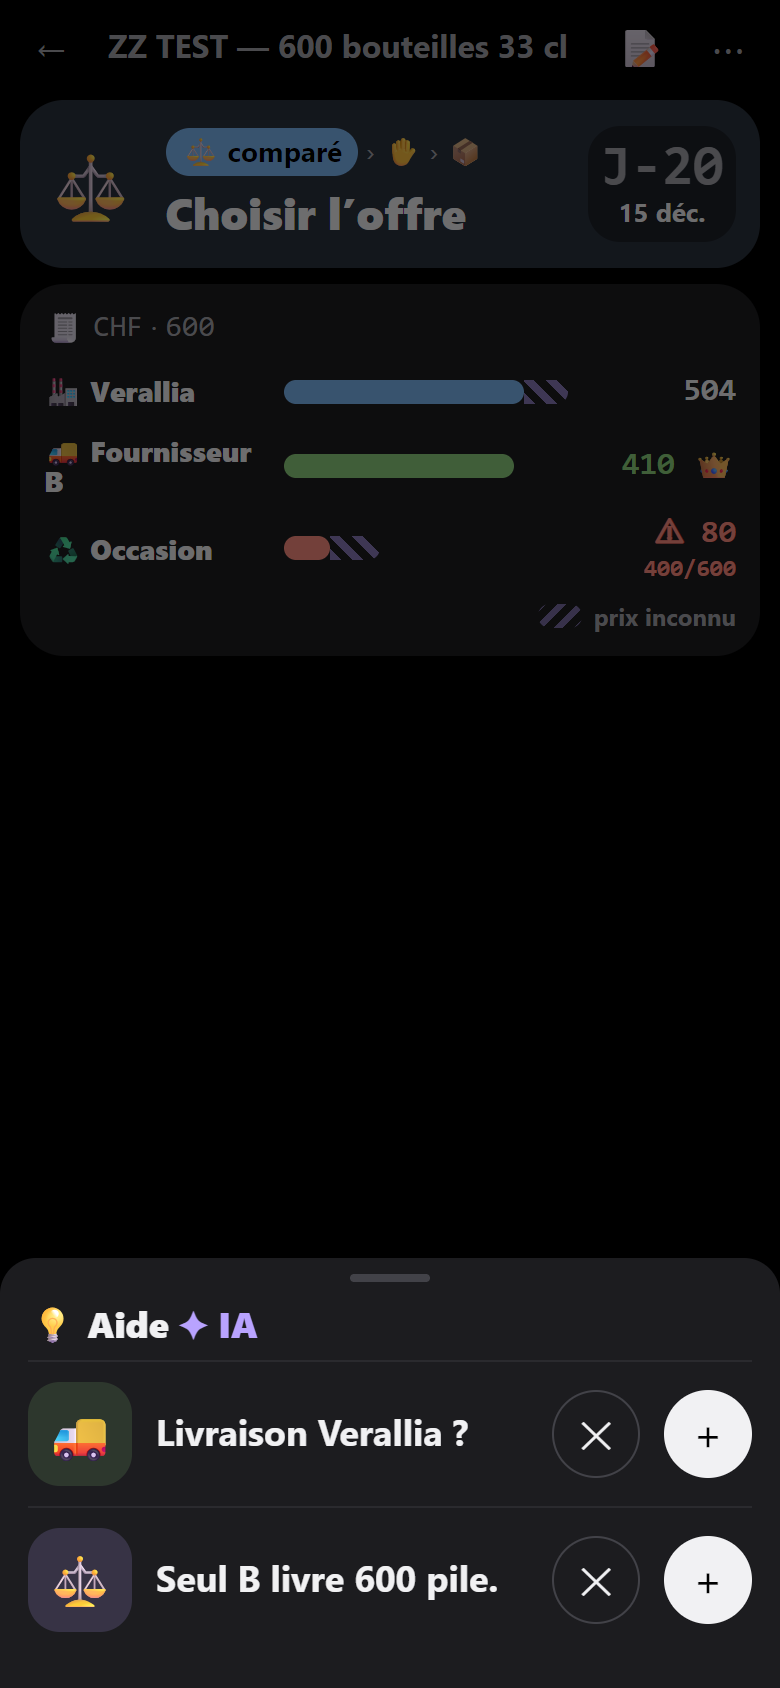 ← ZZ TEST — 600 bouteilles 33 cl …
comparé › ›
Choisir l’offre
J-20
15 déc.
CHF · 600
Verallia 504
Fournisseur B 410
Occasion ⚠ 80
400/600
prix inconnu
Aide ✦ IA
Livraison Verallia ? × +
Seul B livre 600 pile. × +